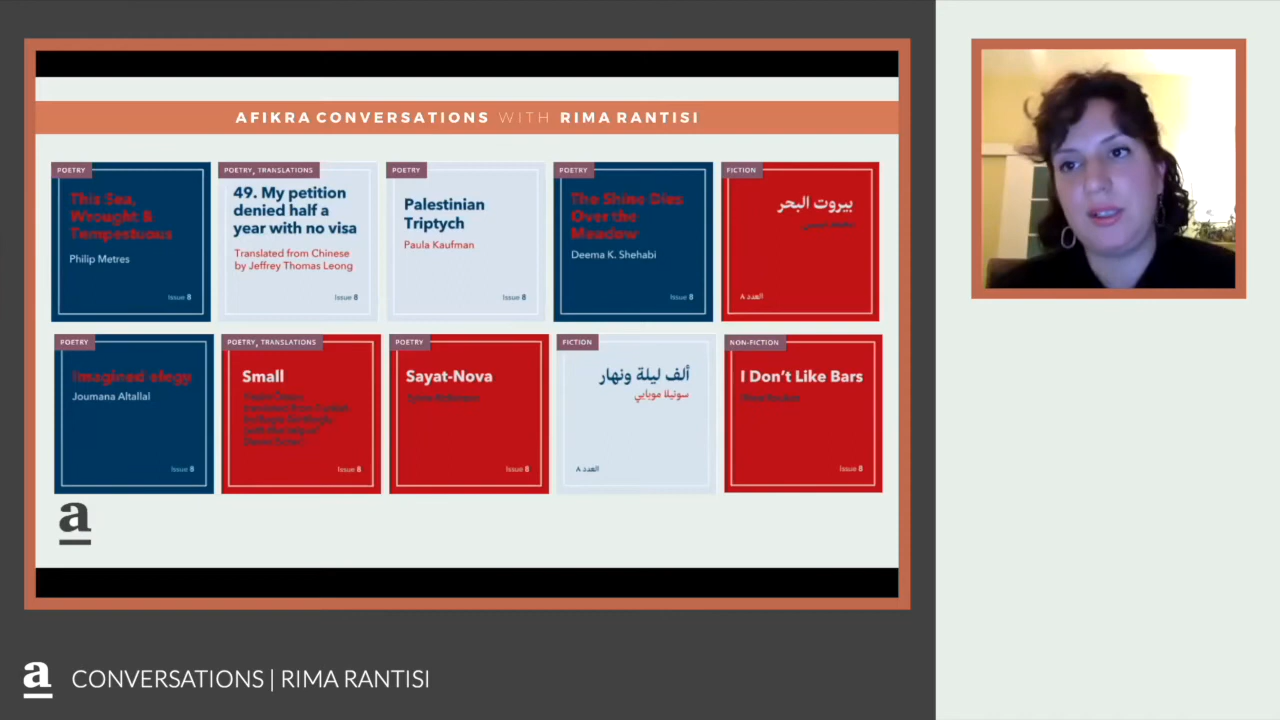 AFIKRA CONVERSATIONS WITH RIMA RANTISI
POETRY
This Sea,
Wrought &
Tempestuous
Philip Metres
Issue 8
POETRY, TRANSLATIONS
49. My petition
denied half a
year with no visa
Translated from Chinese
by Jeffrey Thomas Leong
Issue 8
POETRY
Palestinian
Triptych
Paula Kaufman
Issue 8
POETRY
The Shine Dies
Over the
Meadow
Deema K. Shehabi
Issue 8
FICTION
بيروت البحر
العدد ٨
POETRY
Imagined elegy
Joumana Altallal
Issue 8
POETRY, TRANSLATIONS
Small
Issue 8
POETRY
Sayat-Nova
Issue 8
FICTION
ألف ليلة ونهار
سونيلا موبايي
العدد ٨
NON-FICTION
I Don't Like Bars
Issue 8
a
a CONVERSATIONS | RIMA RANTISI